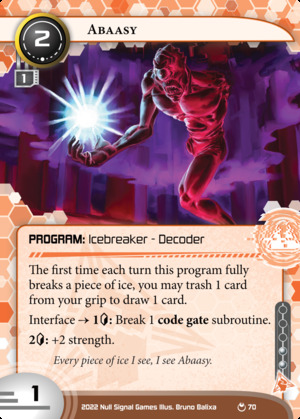 2
Abaasy
1
PROGRAM: Icebreaker - Decoder
The first time each turn this program fully
breaks a piece of ice, you may trash 1 card
from your grip to draw 1 card.
Interface → 1: Break 1 code gate subroutine.
2: +2 strength.
Every piece of ice I see, I see Abaasy.
1
2022 Null Signal Games Illus. Bruno Balixa
70